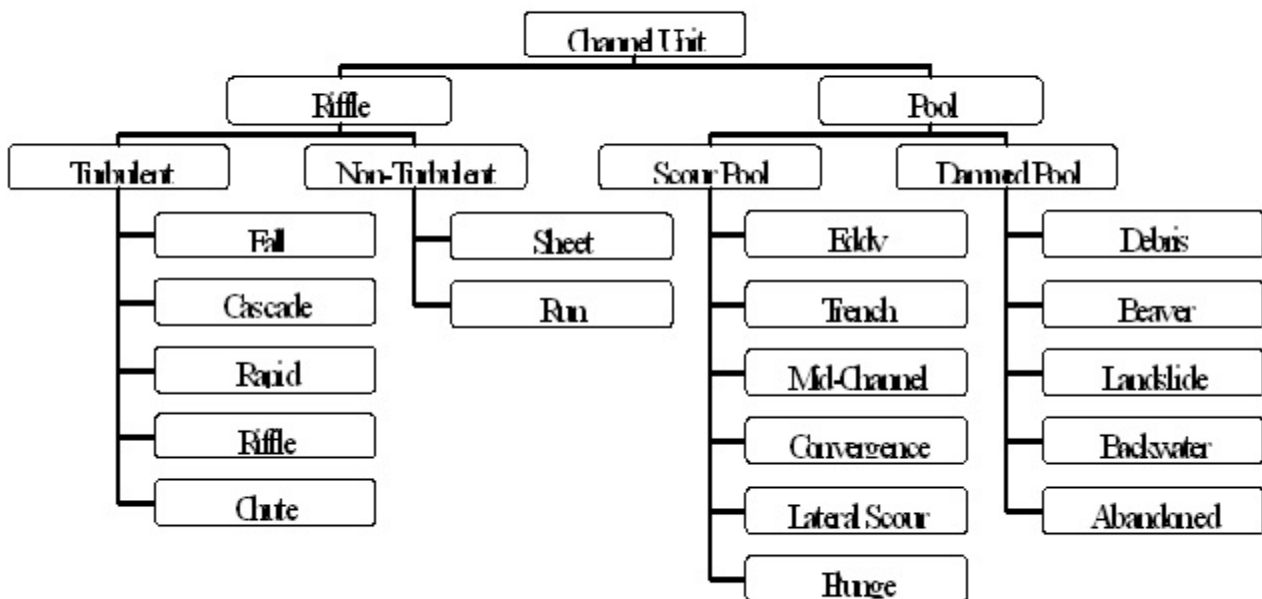 Channel Unit
Riffle
Pool
Turbulent
Non-Turbulent
Scour Pool
Dammed Pool
Fall
Sheet
Eddy
Debris
Cascade
Run
Trench
Beaver
Rapid
Mid-Channel
Landslide
Riffle
Convergence
Backwater
Chute
Lateral Scour
Abandoned
Plunge